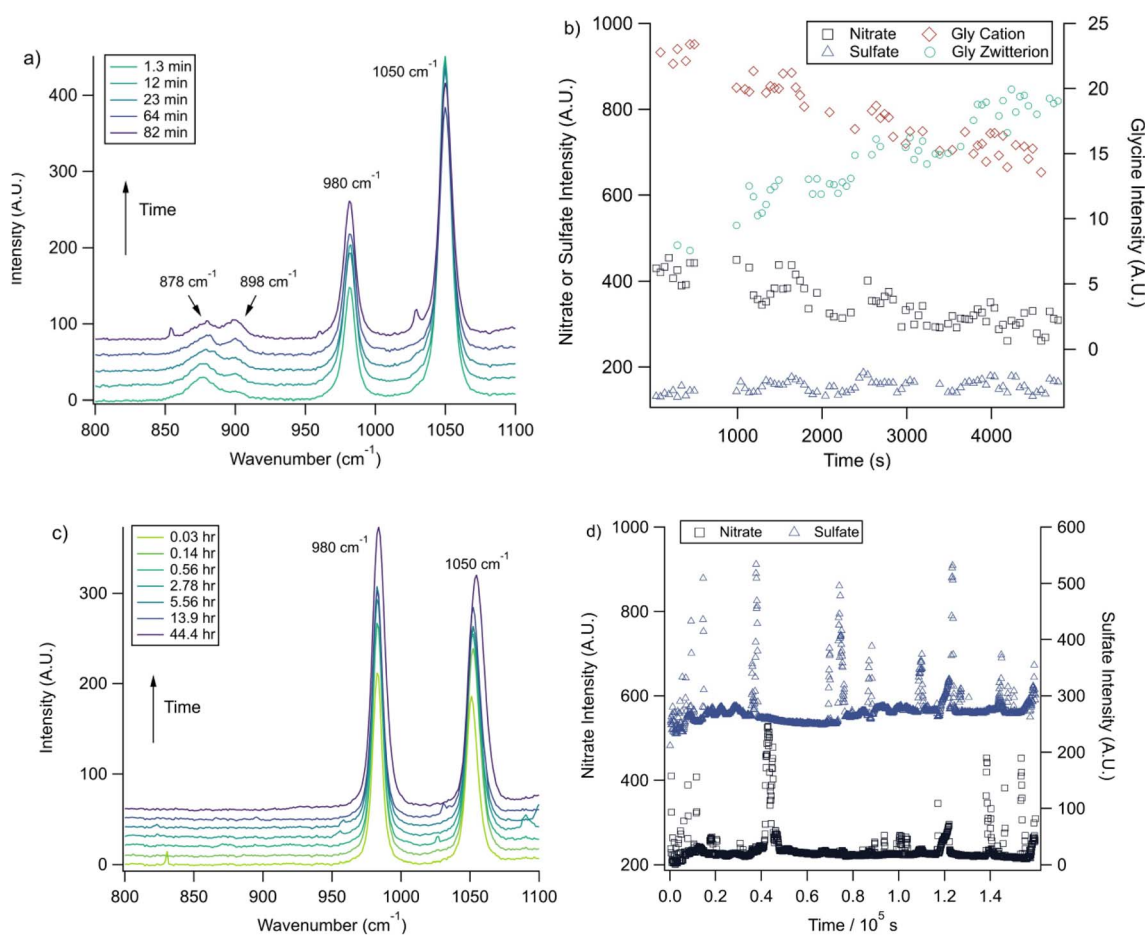 a)
1.3 min
12 min
23 min
64 min
82 min
Time
878 cm⁻¹
898 cm⁻¹
980 cm⁻¹
1050 cm⁻¹
Intensity (A.U.)
400
300
200
100
0
800 850 900 950 1000 1050 1100
Wavenumber (cm⁻¹)
b)
Nitrate
Sulfate
Gly Cation
Gly Zwitterion
Nitrate or Sulfate Intensity (A.U.)
1000
800
600
400
200
Glycine Intensity (A.U.)
25
20
15
10
5
0
1000 2000 3000 4000
Time (s)
c)
0.03 hr
0.14 hr
0.56 hr
2.78 hr
5.56 hr
13.9 hr
44.4 hr
Time
980 cm⁻¹
1050 cm⁻¹
Intensity (A.U.)
300
200
100
0
800 850 900 950 1000 1050 1100
Wavenumber (cm⁻¹)
d)
Nitrate
Sulfate
Nitrate Intensity (A.U.)
1000
800
600
400
200
Sulfate Intensity (A.U.)
600
500
400
300
200
100
0
0.0 0.2 0.4 0.6 0.8 1.0 1.2 1.4
Time / 10⁵ s